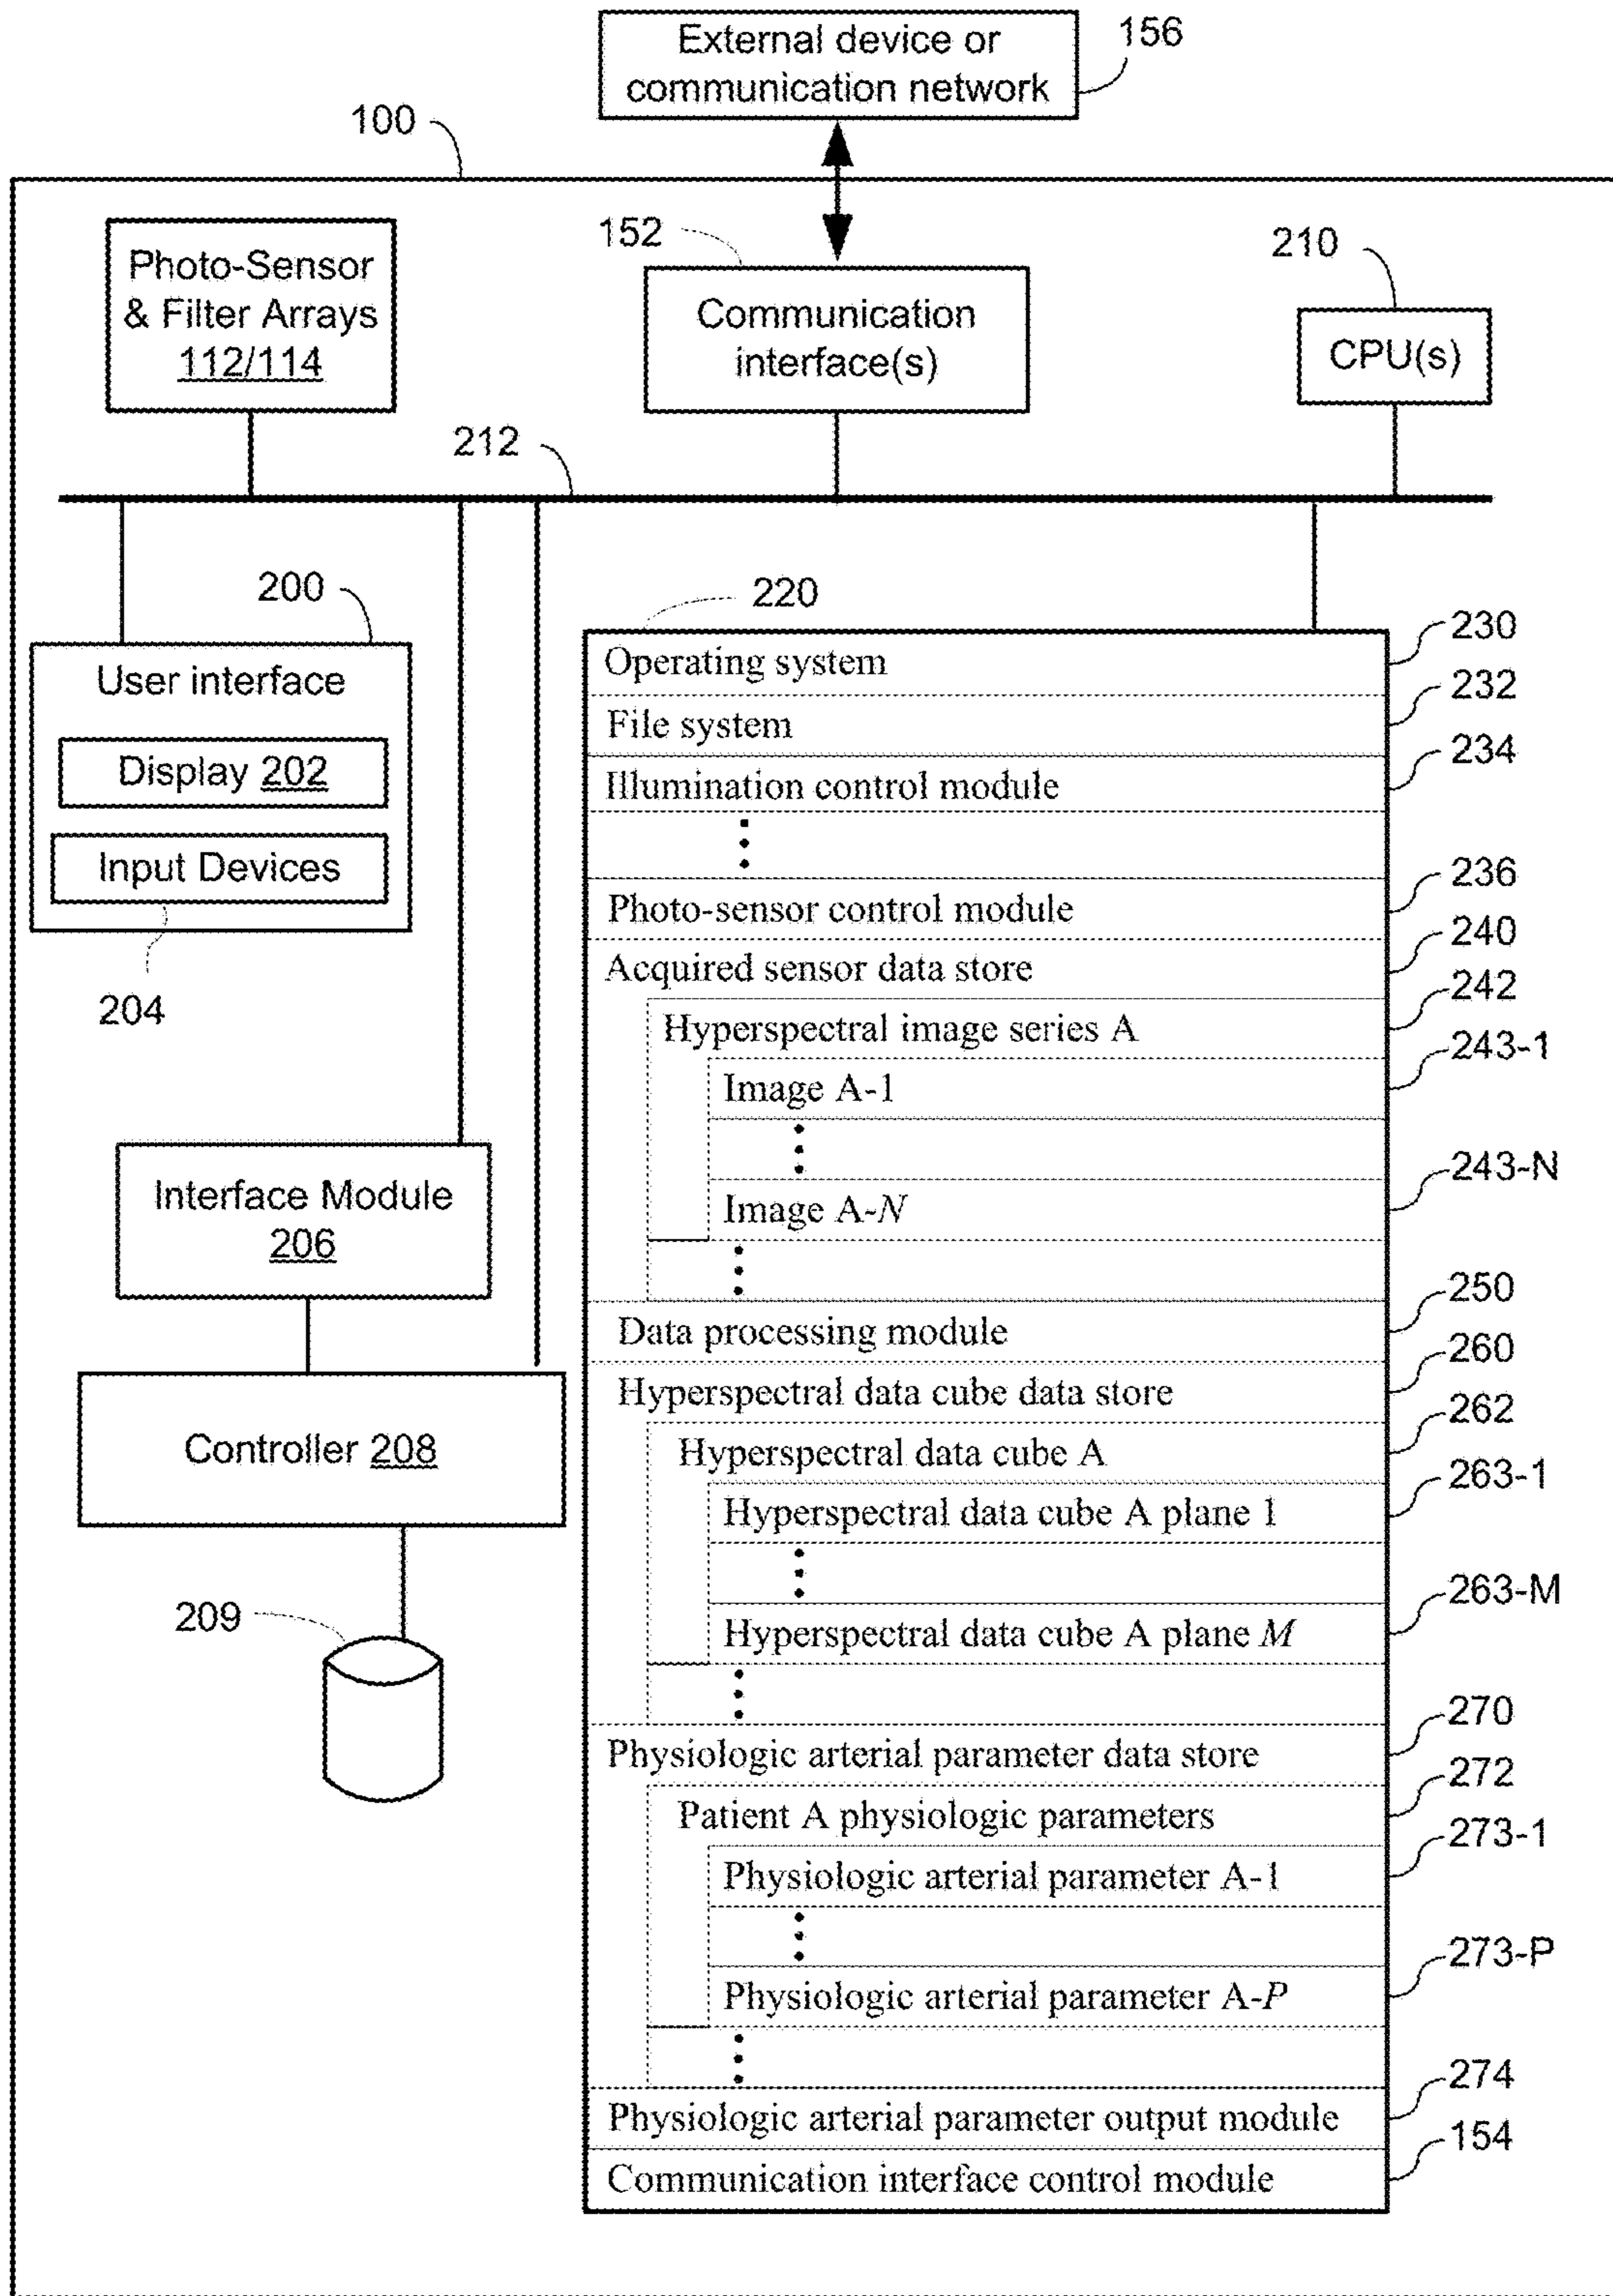 External device or
communication network
156
100
Photo-Sensor
& Filter Arrays
112/114
152
Communication
interface(s)
210
CPU(s)
212
200
User interface
Display 202
Input Devices
204
Interface Module
206
Controller 208
209
220
Operating system
230
File system
232
Illumination control module
234
Photo-sensor control module
236
Acquired sensor data store
240
Hyperspectral image series A
242
Image A-1
243-1
Image A-N
243-N
Data processing module
250
Hyperspectral data cube data store
260
Hyperspectral data cube A
262
Hyperspectral data cube A plane 1
263-1
Hyperspectral data cube A plane M
263-M
Physiologic arterial parameter data store
270
Patient A physiologic parameters
272
Physiologic arterial parameter A-1
273-1
Physiologic arterial parameter A-P
273-P
Physiologic arterial parameter output module
274
Communication interface control module
154